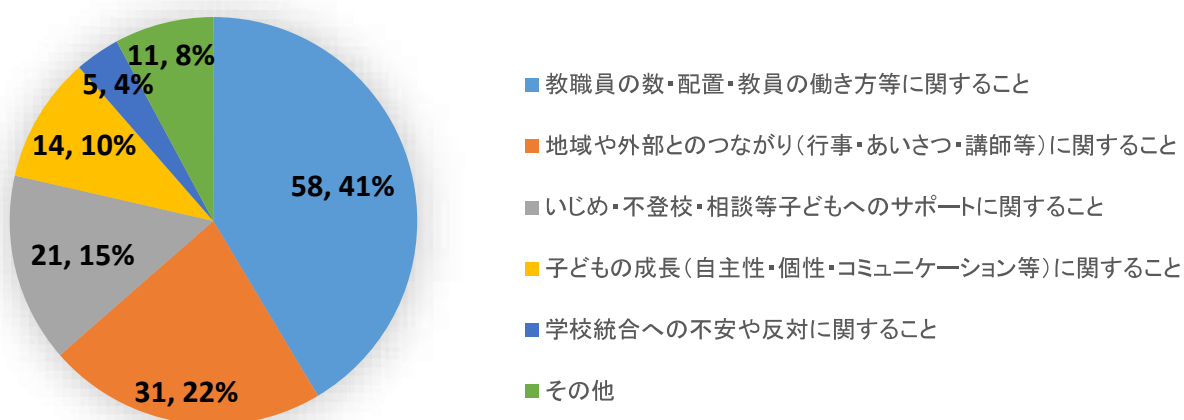 11, 8%
5, 4%
14, 10%
58, 41%
21, 15%
31, 22%
教職員の数・配置・教員の働き方等に関すること
地域や外部とのつながり（行事・あいさつ・講師等）に関すること
いじめ・不登校・相談等子どもへのサポートに関すること
子どもの成長（自主性・個性・コミュニケーション等）に関すること
学校統合への不安や反対に関すること
その他